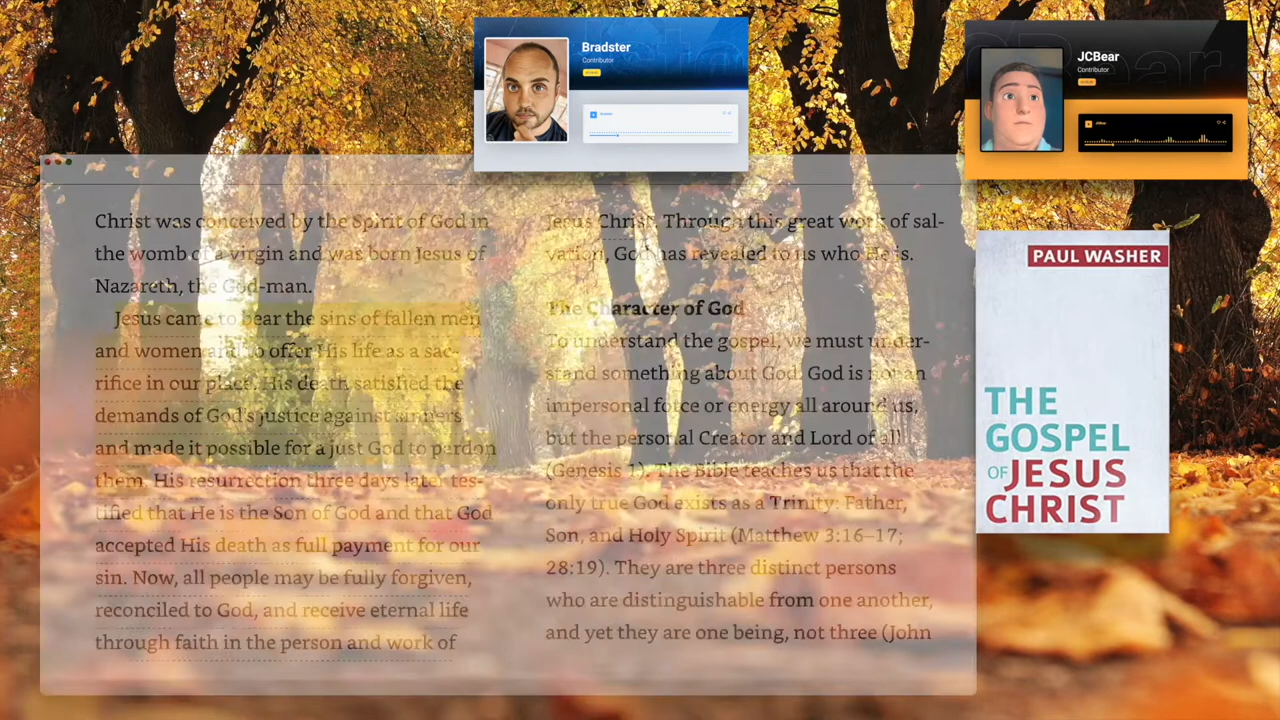 Bradster
Contributor
JCBear
Contributor
Christ was conceived by the Spirit of God in
the womb of a virgin and was born Jesus of
Nazareth, the God-man.
Jesus came to bear the sins of fallen men
and women and to offer His life as a sac-
rifice in our place. His death satisfied the
demands of God's justice against sinners
and made it possible for a just God to pardon
them. His resurrection three days later tes-
tified that He is the Son of God and that God
accepted His death as full payment for our
sin. Now, all people may be fully forgiven,
reconciled to God, and receive eternal life
through faith in the person and work of
Jesus Christ. Through this great work of sal-
vation, God has revealed to us who He is.
The Character of God
To understand the gospel, we must under-
stand something about God. God is not an
impersonal force or energy all around us,
but the personal Creator and Lord of all
(Genesis 1). The Bible teaches us that the
only true God exists as a Trinity: Father,
Son, and Holy Spirit (Matthew 3:16–17;
28:19). They are three distinct persons
who are distinguishable from one another,
and yet they are one being, not three (John
PAUL WASHER
THE
GOSPEL
OF JESUS
CHRIST